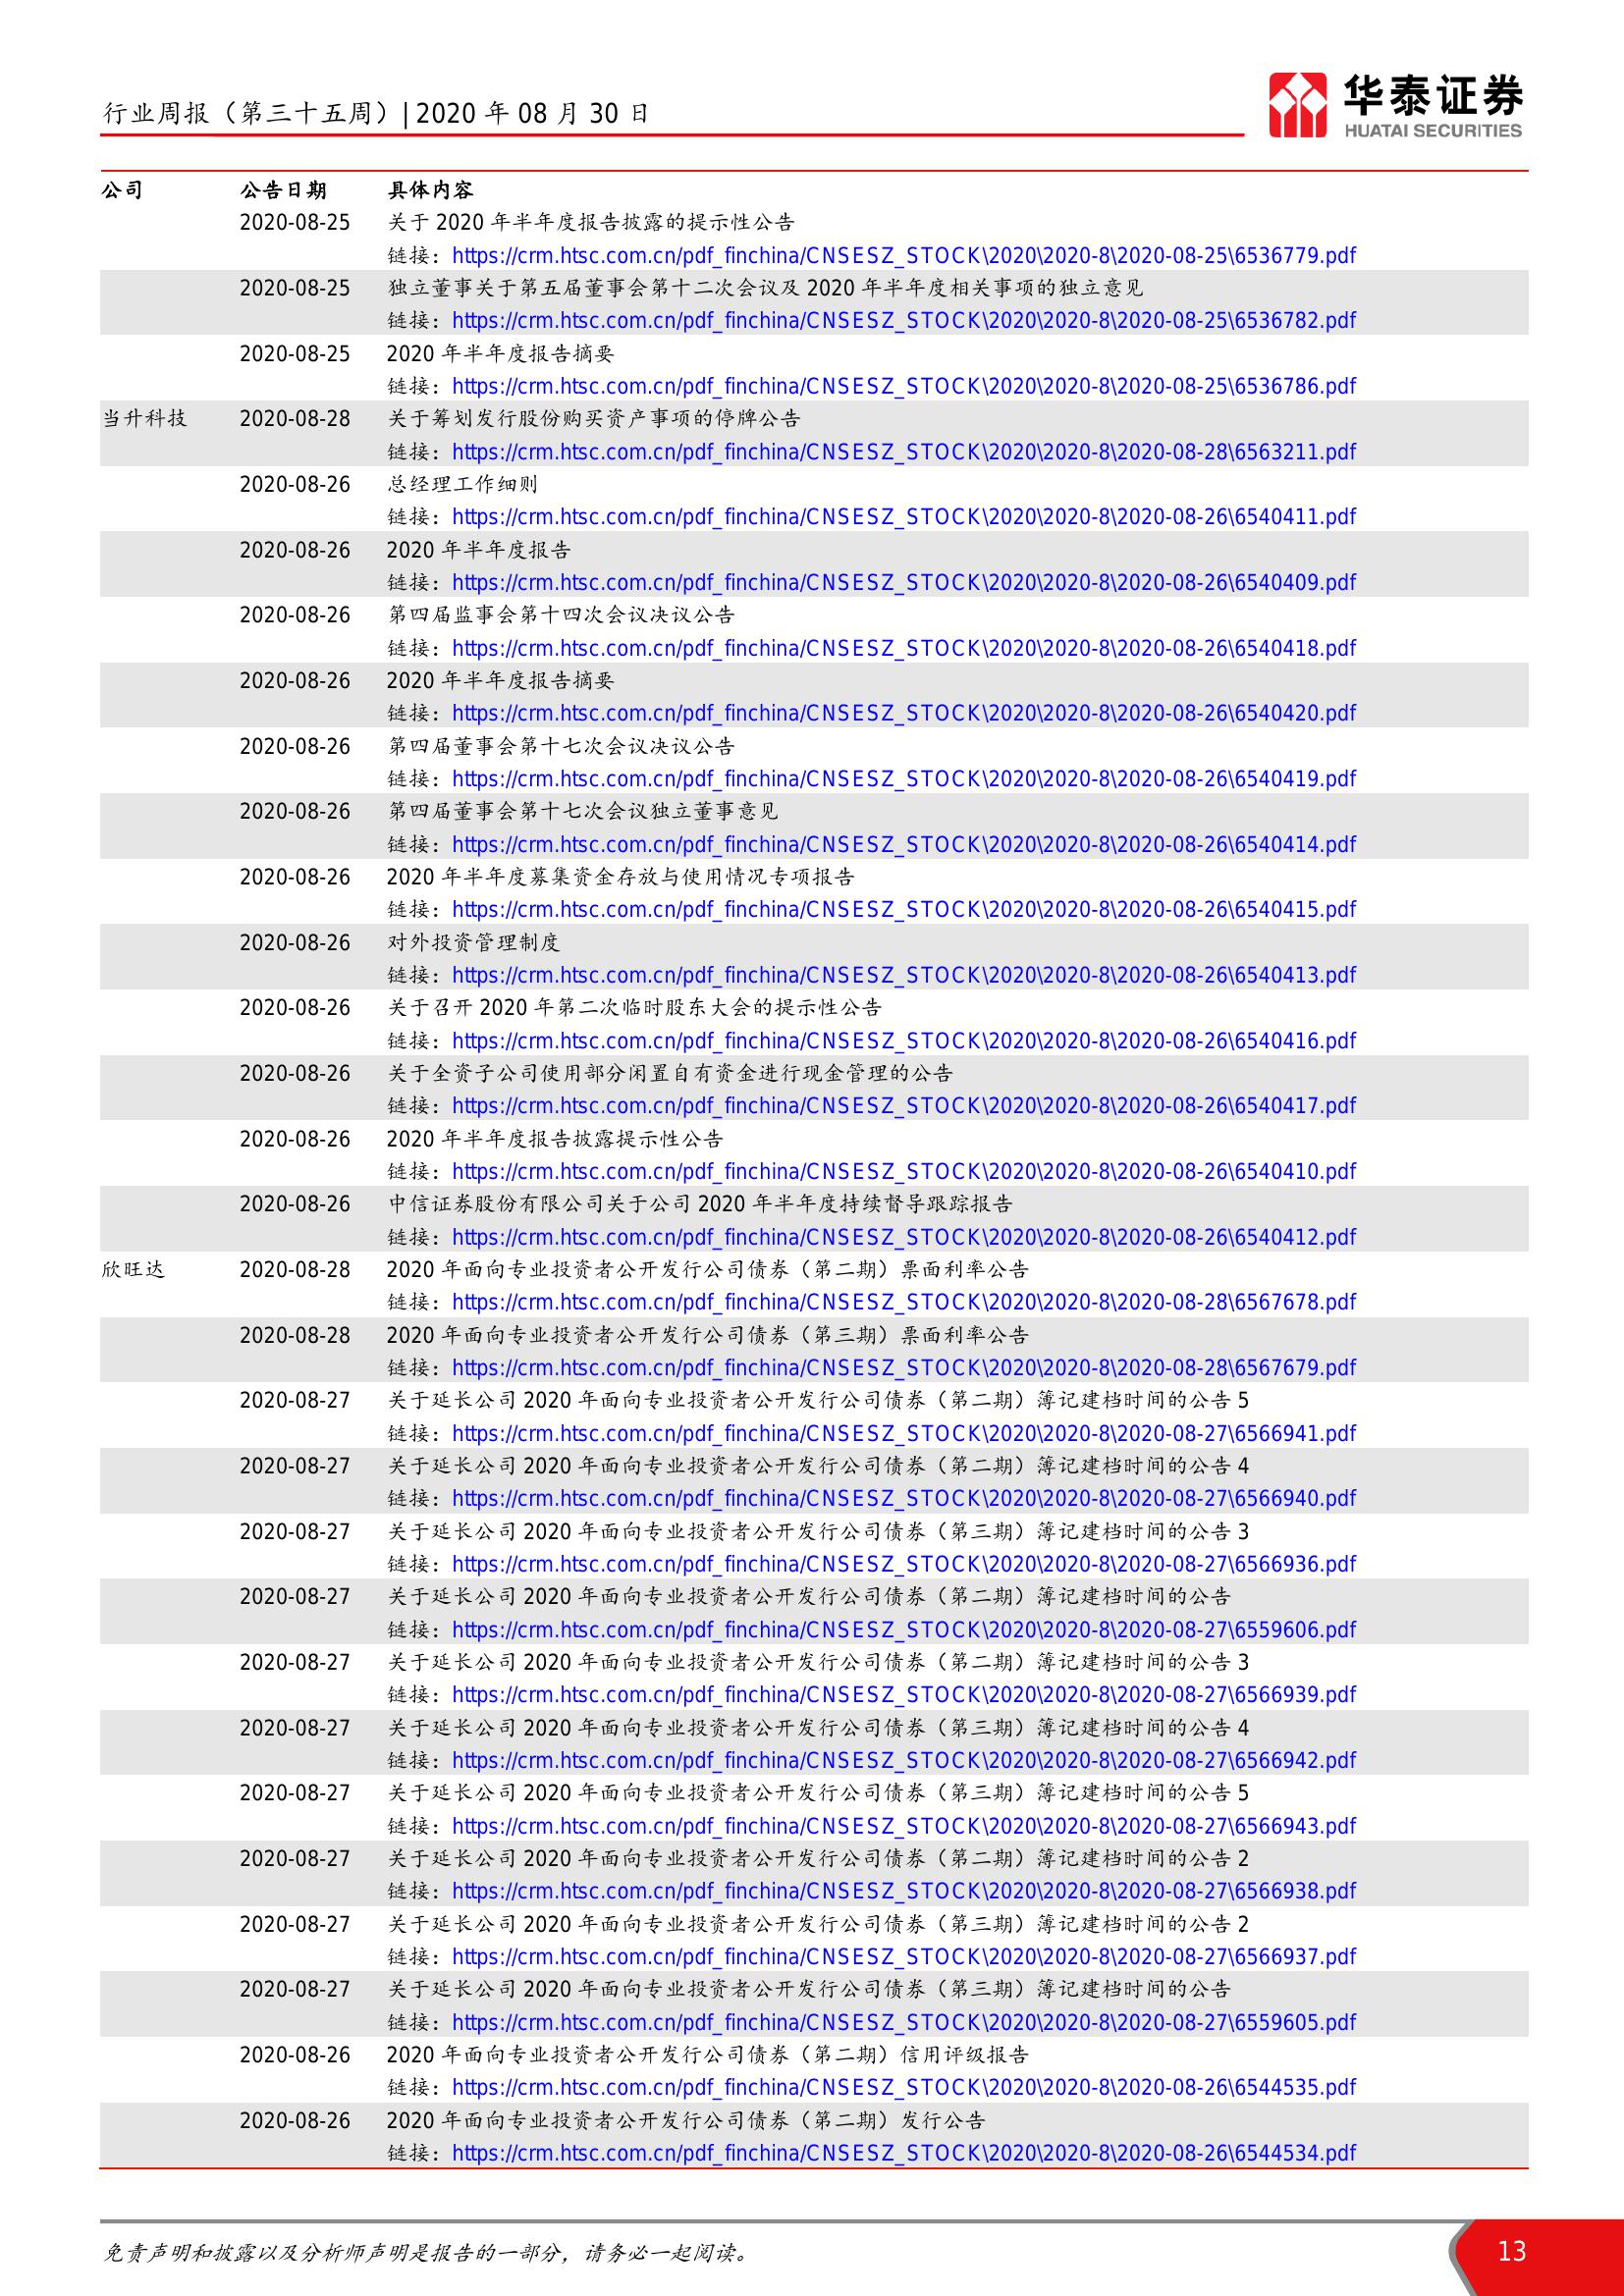 行业周报（第三十五周）| 2020 年 08 月 30 日
华泰证券
HUATAI SECURITIES
公司 公告日期 具体内容
2020-08-25 关于 2020 年半年度报告披露的提示性公告
链接：https://crm.htsc.com.cn/pdf_finchina/CNSESZ_STOCK\2020\2020-8\2020-08-25\6536779.pdf
2020-08-25 独立董事关于第五届董事会第十二次会议及 2020 年半年度相关事项的独立意见
链接：https://crm.htsc.com.cn/pdf_finchina/CNSESZ_STOCK\2020\2020-8\2020-08-25\6536782.pdf
2020-08-25 2020 年半年度报告摘要
链接：https://crm.htsc.com.cn/pdf_finchina/CNSESZ_STOCK\2020\2020-8\2020-08-25\6536786.pdf
当升科技 2020-08-28 关于筹划发行股份购买资产事项的停牌公告
链接：https://crm.htsc.com.cn/pdf_finchina/CNSESZ_STOCK\2020\2020-8\2020-08-28\6563211.pdf
2020-08-26 总经理工作细则
链接：https://crm.htsc.com.cn/pdf_finchina/CNSESZ_STOCK\2020\2020-8\2020-08-26\6540411.pdf
2020-08-26 2020 年半年度报告
链接：https://crm.htsc.com.cn/pdf_finchina/CNSESZ_STOCK\2020\2020-8\2020-08-26\6540409.pdf
2020-08-26 第四届监事会第十四次会议决议公告
链接：https://crm.htsc.com.cn/pdf_finchina/CNSESZ_STOCK\2020\2020-8\2020-08-26\6540418.pdf
2020-08-26 2020 年半年度报告摘要
链接：https://crm.htsc.com.cn/pdf_finchina/CNSESZ_STOCK\2020\2020-8\2020-08-26\6540420.pdf
2020-08-26 第四届董事会第十七次会议决议公告
链接：https://crm.htsc.com.cn/pdf_finchina/CNSESZ_STOCK\2020\2020-8\2020-08-26\6540419.pdf
2020-08-26 第四届董事会第十七次会议独立董事意见
链接：https://crm.htsc.com.cn/pdf_finchina/CNSESZ_STOCK\2020\2020-8\2020-08-26\6540414.pdf
2020-08-26 2020 年半年度募集资金存放与使用情况专项报告
链接：https://crm.htsc.com.cn/pdf_finchina/CNSESZ_STOCK\2020\2020-8\2020-08-26\6540415.pdf
2020-08-26 对外投资管理制度
链接：https://crm.htsc.com.cn/pdf_finchina/CNSESZ_STOCK\2020\2020-8\2020-08-26\6540413.pdf
2020-08-26 关于召开 2020 年第二次临时股东大会的提示性公告
链接：https://crm.htsc.com.cn/pdf_finchina/CNSESZ_STOCK\2020\2020-8\2020-08-26\6540416.pdf
2020-08-26 关于全资子公司使用部分闲置自有资金进行现金管理的公告
链接：https://crm.htsc.com.cn/pdf_finchina/CNSESZ_STOCK\2020\2020-8\2020-08-26\6540417.pdf
2020-08-26 2020 年半年度报告披露提示性公告
链接：https://crm.htsc.com.cn/pdf_finchina/CNSESZ_STOCK\2020\2020-8\2020-08-26\6540410.pdf
2020-08-26 中信证券股份有限公司关于公司 2020 年半年度持续督导跟踪报告
链接：https://crm.htsc.com.cn/pdf_finchina/CNSESZ_STOCK\2020\2020-8\2020-08-26\6540412.pdf
欣旺达 2020-08-28 2020 年面向专业投资者公开发行公司债券（第二期）票面利率公告
链接：https://crm.htsc.com.cn/pdf_finchina/CNSESZ_STOCK\2020\2020-8\2020-08-28\6567678.pdf
2020-08-28 2020 年面向专业投资者公开发行公司债券（第三期）票面利率公告
链接：https://crm.htsc.com.cn/pdf_finchina/CNSESZ_STOCK\2020\2020-8\2020-08-28\6567679.pdf
2020-08-27 关于延长公司 2020 年面向专业投资者公开发行公司债券（第二期）簿记建档时间的公告 5
链接：https://crm.htsc.com.cn/pdf_finchina/CNSESZ_STOCK\2020\2020-8\2020-08-27\6566941.pdf
2020-08-27 关于延长公司 2020 年面向专业投资者公开发行公司债券（第二期）簿记建档时间的公告 4
链接：https://crm.htsc.com.cn/pdf_finchina/CNSESZ_STOCK\2020\2020-8\2020-08-27\6566940.pdf
2020-08-27 关于延长公司 2020 年面向专业投资者公开发行公司债券（第三期）簿记建档时间的公告 3
链接：https://crm.htsc.com.cn/pdf_finchina/CNSESZ_STOCK\2020\2020-8\2020-08-27\6566936.pdf
2020-08-27 关于延长公司 2020 年面向专业投资者公开发行公司债券（第二期）簿记建档时间的公告
链接：https://crm.htsc.com.cn/pdf_finchina/CNSESZ_STOCK\2020\2020-8\2020-08-27\6559606.pdf
2020-08-27 关于延长公司 2020 年面向专业投资者公开发行公司债券（第二期）簿记建档时间的公告 3
链接：https://crm.htsc.com.cn/pdf_finchina/CNSESZ_STOCK\2020\2020-8\2020-08-27\6566939.pdf
2020-08-27 关于延长公司 2020 年面向专业投资者公开发行公司债券（第三期）簿记建档时间的公告 4
链接：https://crm.htsc.com.cn/pdf_finchina/CNSESZ_STOCK\2020\2020-8\2020-08-27\6566942.pdf
2020-08-27 关于延长公司 2020 年面向专业投资者公开发行公司债券（第三期）簿记建档时间的公告 5
链接：https://crm.htsc.com.cn/pdf_finchina/CNSESZ_STOCK\2020\2020-8\2020-08-27\6566943.pdf
2020-08-27 关于延长公司 2020 年面向专业投资者公开发行公司债券（第二期）簿记建档时间的公告 2
链接：https://crm.htsc.com.cn/pdf_finchina/CNSESZ_STOCK\2020\2020-8\2020-08-27\6566938.pdf
2020-08-27 关于延长公司 2020 年面向专业投资者公开发行公司债券（第三期）簿记建档时间的公告 2
链接：https://crm.htsc.com.cn/pdf_finchina/CNSESZ_STOCK\2020\2020-8\2020-08-27\6566937.pdf
2020-08-27 关于延长公司 2020 年面向专业投资者公开发行公司债券（第三期）簿记建档时间的公告
链接：https://crm.htsc.com.cn/pdf_finchina/CNSESZ_STOCK\2020\2020-8\2020-08-27\6559605.pdf
2020-08-26 2020 年面向专业投资者公开发行公司债券（第二期）信用评级报告
链接：https://crm.htsc.com.cn/pdf_finchina/CNSESZ_STOCK\2020\2020-8\2020-08-26\6544535.pdf
2020-08-26 2020 年面向专业投资者公开发行公司债券（第二期）发行公告
链接：https://crm.htsc.com.cn/pdf_finchina/CNSESZ_STOCK\2020\2020-8\2020-08-26\6544534.pdf
免责声明和披露以及分析师声明是报告的一部分，请务必一起阅读。 13